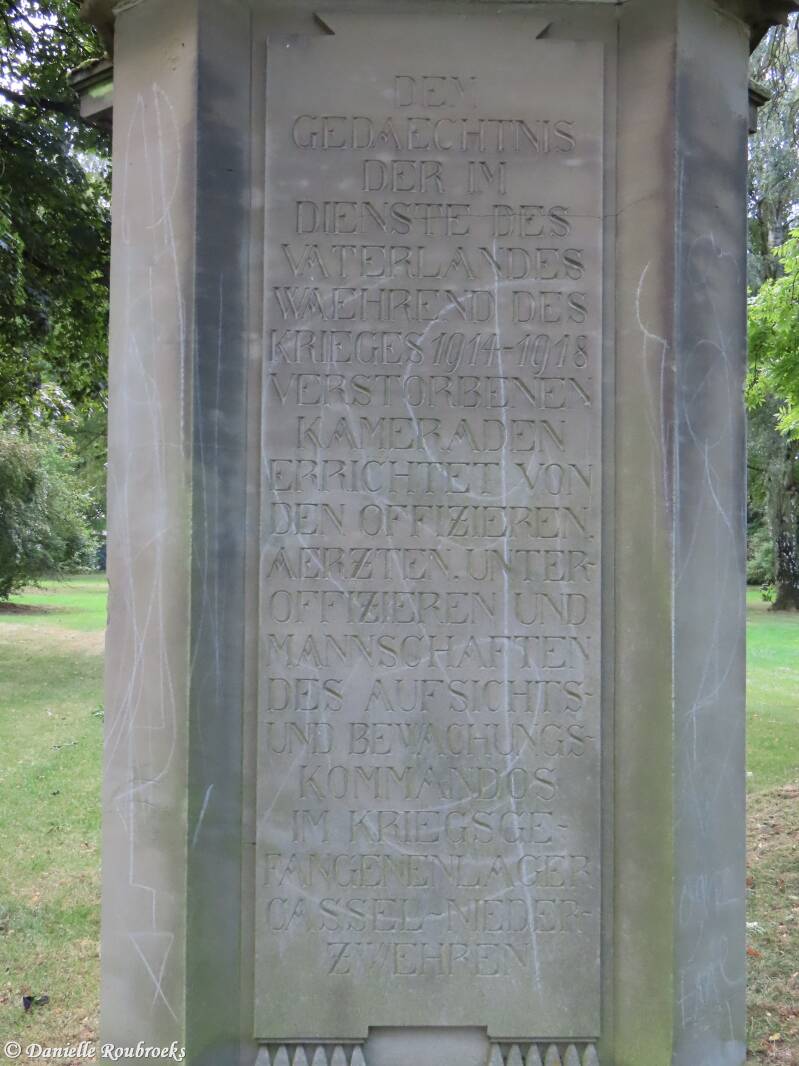 DEM
GEDAECHTNIS
DER IM
DIENSTE DES
VATERLANDES
WAEHREND DES
KRIEGES 1914-1918
VERSTORBENEN
KAMERADEN
ERRICHTET VON
DEN OFFIZIEREN,
AERZTEN, UNTER-
OFFIZIEREN UND
MANNSCHAFTEN
DES AUFSICHTS-
UND BEWACHUNGS-
KOMMANDOS
IM KRIEGSGE-
FANGENENLAGER
CASSEL-NIEDER-
ZWEHREN
© Danielle Roubroeks